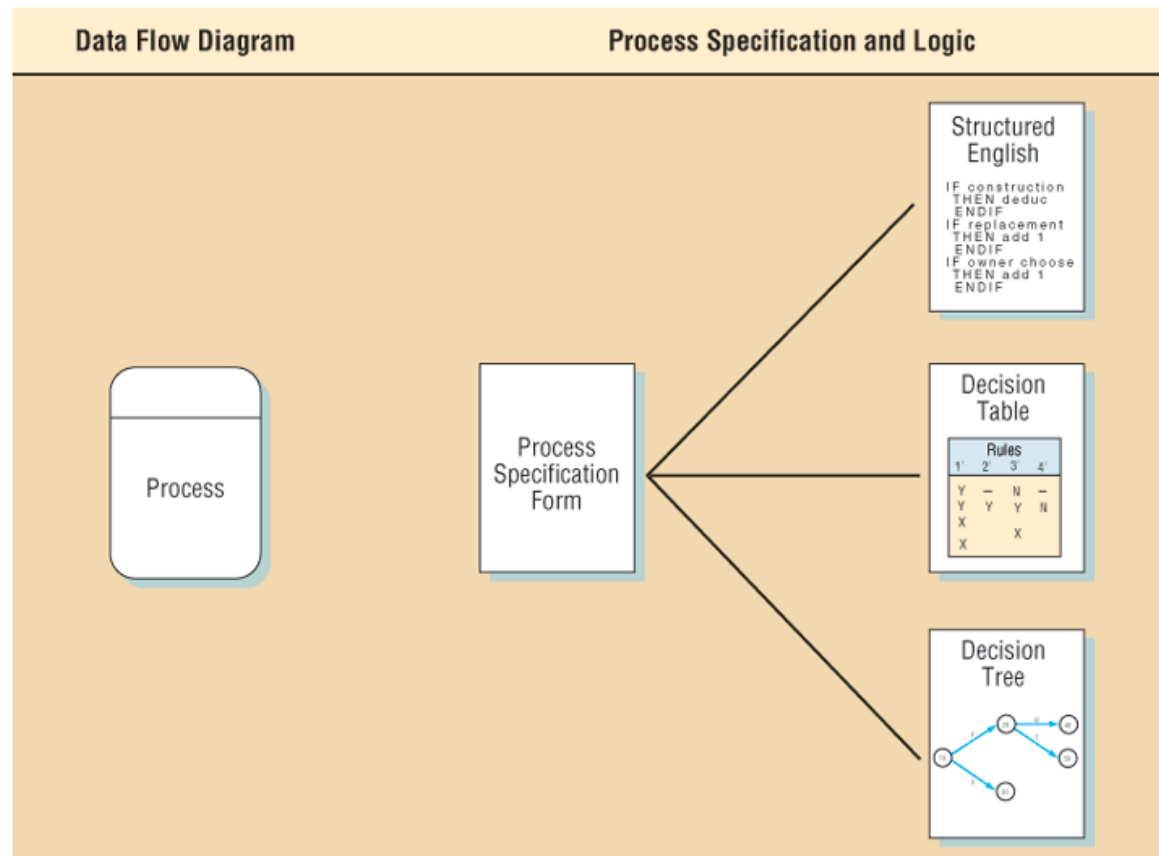 Data Flow Diagram
Process Specification and Logic
Process
Process
Specification
Form
Structured
English
IF construction
THEN deduc
ENDIF
IF replacement
THEN add 1
ENDIF
IF owner choose
THEN add 1
ENDIF
Decision
Table
Rules
1' 2' 3' 4'
Y – N –
Y Y Y N
X
X
X
Decision
Tree